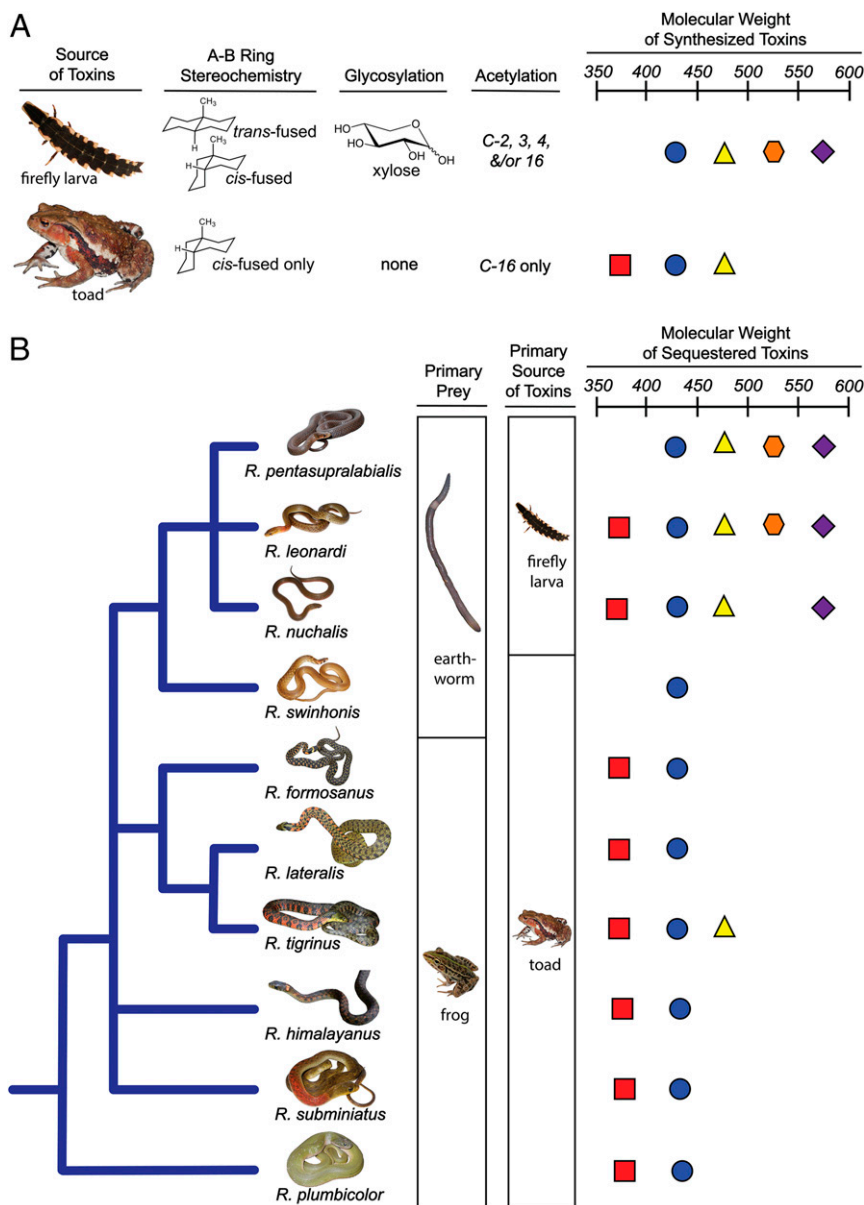 A
Source
of Toxins
A-B Ring
Stereochemistry
Glycosylation
Acetylation
Molecular Weight
of Synthesized Toxins
350 400 450 500 550 600
CH₃
trans-fused
H
CH₃
H
cis-fused
firefly larva
HO
O
HO
OH
OH
xylose
C-2, 3, 4,
&/or 16
CH₃
H
cis-fused only
toad
none
C-16 only
B
Primary
Prey
Primary
Source
of Toxins
Molecular Weight
of Sequestered Toxins
350 400 450 500 550 600
R. pentasupralabialis
R. leonardi
firefly
larva
R. nuchalis
earth-
worm
R. swinhonis
R. formosanus
R. lateralis
R. tigrinus
toad
frog
R. himalayanus
R. subminiatus
R. plumbicolor